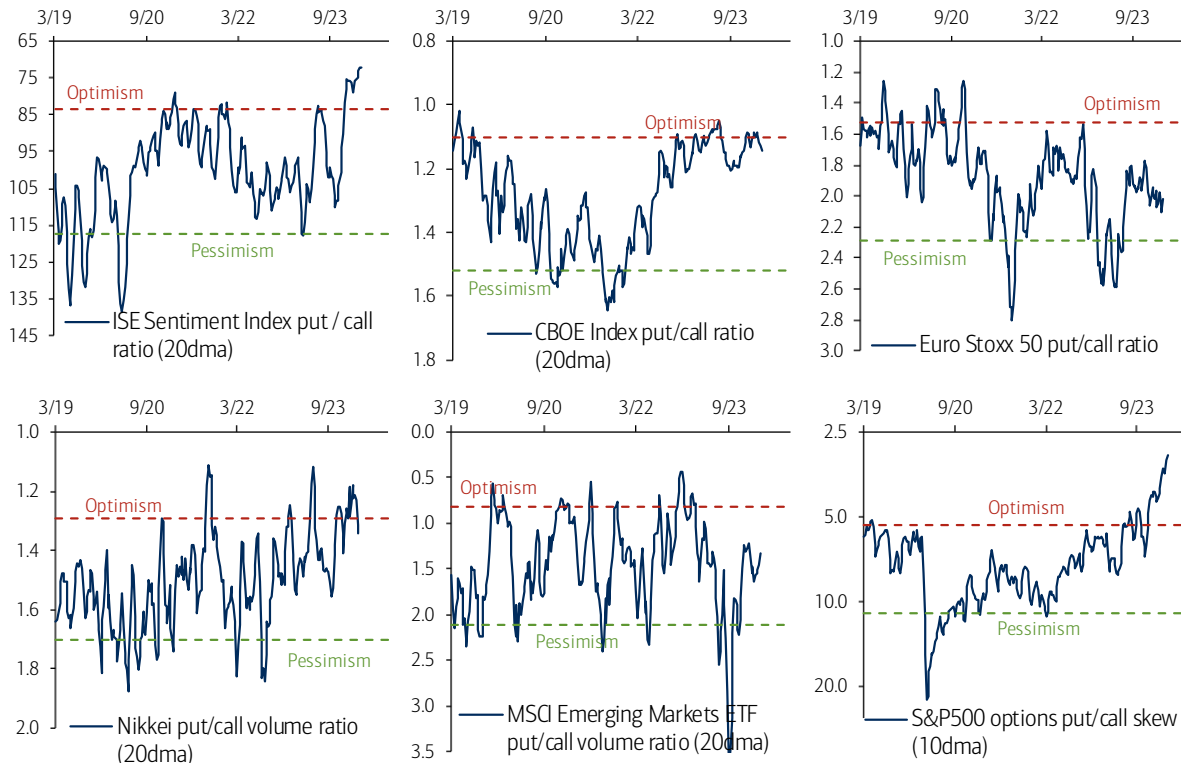 3/19 9/20 3/22 9/23
65
75
Optimism
85
95
105
115
Pessimism
125
135
145
ISE Sentiment Index put / call
ratio (20dma)
3/19 9/20 3/22 9/23
0.8
1.0
Optimism
1.2
1.4
Pessimism
1.6
1.8
CBOE Index put/call ratio
(20dma)
3/19 9/20 3/22 9/23
1.0
1.2
1.4
Optimism
1.6
1.8
2.0
2.2
Pessimism
2.4
2.6
2.8
3.0
Euro Stoxx 50 put/call ratio
3/19 9/20 3/22 9/23
1.0
1.2
Optimism
1.4
1.6
Pessimism
1.8
2.0
Nikkei put/call volume ratio
(20dma)
3/19 9/20 3/22 9/23
0.0
0.5
Optimism
1.0
1.5
2.0
Pessimism
2.5
3.0
3.5
MSCI Emerging Markets ETF
put/call volume ratio (20dma)
3/19 9/20 3/22 9/23
2.5
Optimism
5.0
10.0
Pessimism
20.0
S&P500 options put/call skew
(10dma)